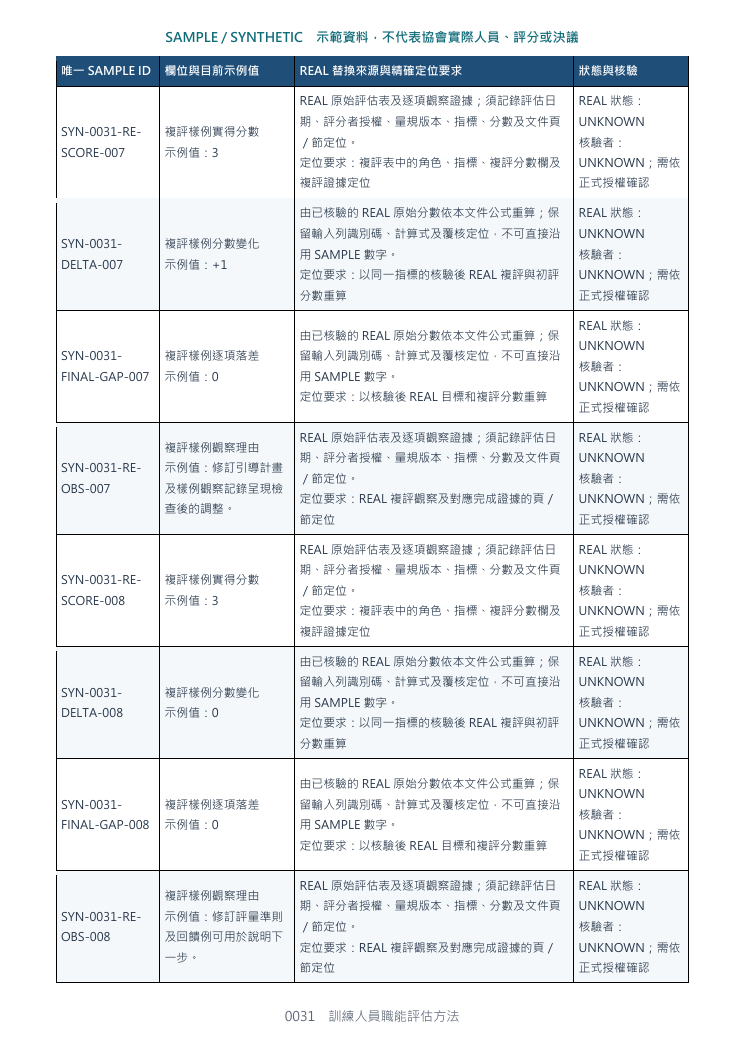 SAMPLE / SYNTHETIC　示範資料，不代表協會實際人員、評分或決議
唯一 SAMPLE ID
欄位與目前示例值
REAL 替換來源與精確定位要求
狀態與核驗
SYN-0031-RE-
SCORE-007
複評樣例實得分數
示例值：3
REAL 原始評估表及逐項觀察證據；須記錄評估日
期、評分者授權、量規版本、指標、分數及文件頁
/ 節定位。
定位要求：複評表中的角色、指標、複評分數欄及
複評證據定位
REAL 狀態：
UNKNOWN
核驗者：
UNKNOWN；需依
正式授權確認
SYN-0031-
DELTA-007
複評樣例分數變化
示例值：+1
由已核驗的 REAL 原始分數依本文件公式重算；保
留輸入列識別碼、計算式及覆核定位，不可直接沿
用 SAMPLE 數字。
定位要求：以同一指標的核驗後 REAL 複評與初評
分數重算
REAL 狀態：
UNKNOWN
核驗者：
UNKNOWN；需依
正式授權確認
SYN-0031-
FINAL-GAP-007
複評樣例逐項落差
示例值：0
由已核驗的 REAL 原始分數依本文件公式重算；保
留輸入列識別碼、計算式及覆核定位，不可直接沿
用 SAMPLE 數字。
定位要求：以核驗後 REAL 目標和複評分數重算
REAL 狀態：
UNKNOWN
核驗者：
UNKNOWN；需依
正式授權確認
SYN-0031-RE-
OBS-007
複評樣例觀察理由
示例值：修訂引導計畫
及樣例觀察記錄呈現檢
查後的調整。
REAL 原始評估表及逐項觀察證據；須記錄評估日
期、評分者授權、量規版本、指標、分數及文件頁
/ 節定位。
定位要求：REAL 複評觀察及對應完成證據的頁 /
節定位
REAL 狀態：
UNKNOWN
核驗者：
UNKNOWN；需依
正式授權確認
SYN-0031-RE-
SCORE-008
複評樣例實得分數
示例值：3
REAL 原始評估表及逐項觀察證據；須記錄評估日
期、評分者授權、量規版本、指標、分數及文件頁
/ 節定位。
定位要求：複評表中的角色、指標、複評分數欄及
複評證據定位
REAL 狀態：
UNKNOWN
核驗者：
UNKNOWN；需依
正式授權確認
SYN-0031-
DELTA-008
複評樣例分數變化
示例值：0
由已核驗的 REAL 原始分數依本文件公式重算；保
留輸入列識別碼、計算式及覆核定位，不可直接沿
用 SAMPLE 數字。
定位要求：以同一指標的核驗後 REAL 複評與初評
分數重算
REAL 狀態：
UNKNOWN
核驗者：
UNKNOWN；需依
正式授權確認
SYN-0031-
FINAL-GAP-008
複評樣例逐項落差
示例值：0
由已核驗的 REAL 原始分數依本文件公式重算；保
留輸入列識別碼、計算式及覆核定位，不可直接沿
用 SAMPLE 數字。
定位要求：以核驗後 REAL 目標和複評分數重算
REAL 狀態：
UNKNOWN
核驗者：
UNKNOWN；需依
正式授權確認
SYN-0031-RE-
OBS-008
複評樣例觀察理由
示例值：修訂評量準則
及回饋例可用於說明下
一步。
REAL 原始評估表及逐項觀察證據；須記錄評估日
期、評分者授權、量規版本、指標、分數及文件頁
/ 節定位。
定位要求：REAL 複評觀察及對應完成證據的頁 /
節定位
REAL 狀態：
UNKNOWN
核驗者：
UNKNOWN；需依
正式授權確認
0031　訓練人員職能評估方法